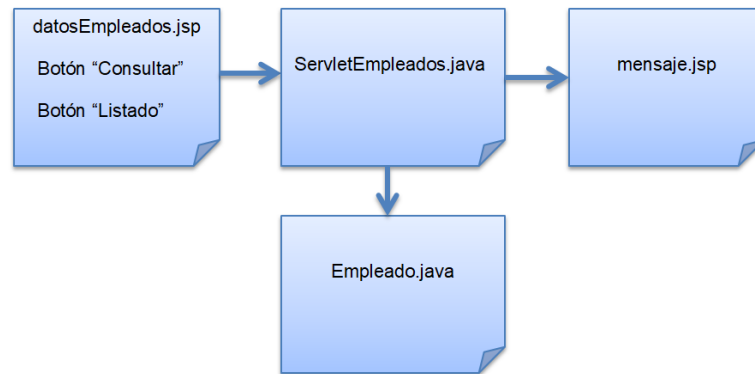 datosEmpleados.jsp
Botón “Consultar”
Botón “Listado”
ServletEmpleados.java
mensaje.jsp
Empleado.java